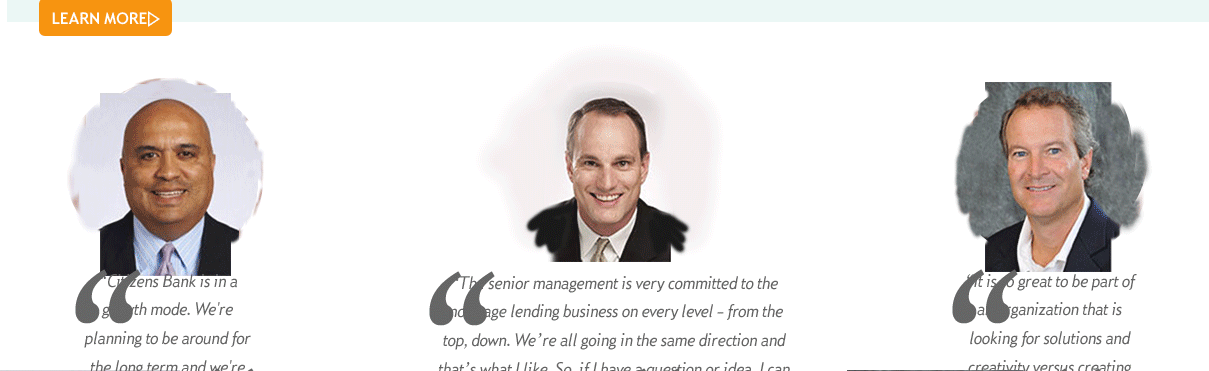 LEARN MORE
"Citizens Bank is in a
growth mode. We're
planning to be around for
the long term and we're
"The senior management is very committed to the
mortgage lending business on every level – from the
top, down. We're all going in the same direction and
that's what I like. So, if I have a question or idea, I can
"It is so great to be part of
an organization that is
looking for solutions and
creativity versus creating